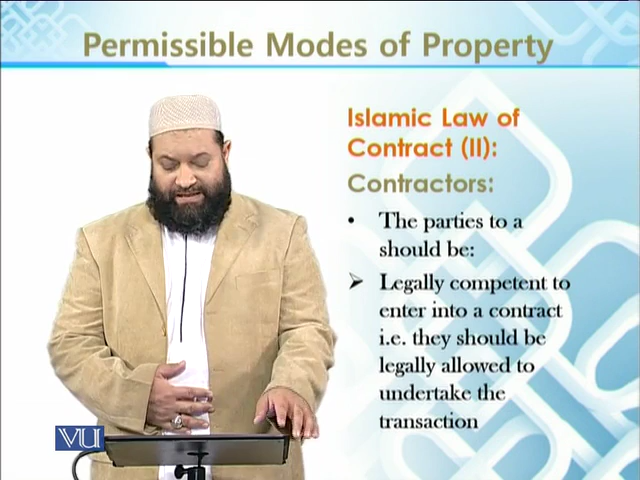 Permissible Modes of Property
Islamic Law of
Contract (II):
Contractors:
• The parties to a
should be:
➢ Legally competent to
enter into a contract
i.e. they should be
legally allowed to
undertake the
transaction
VU